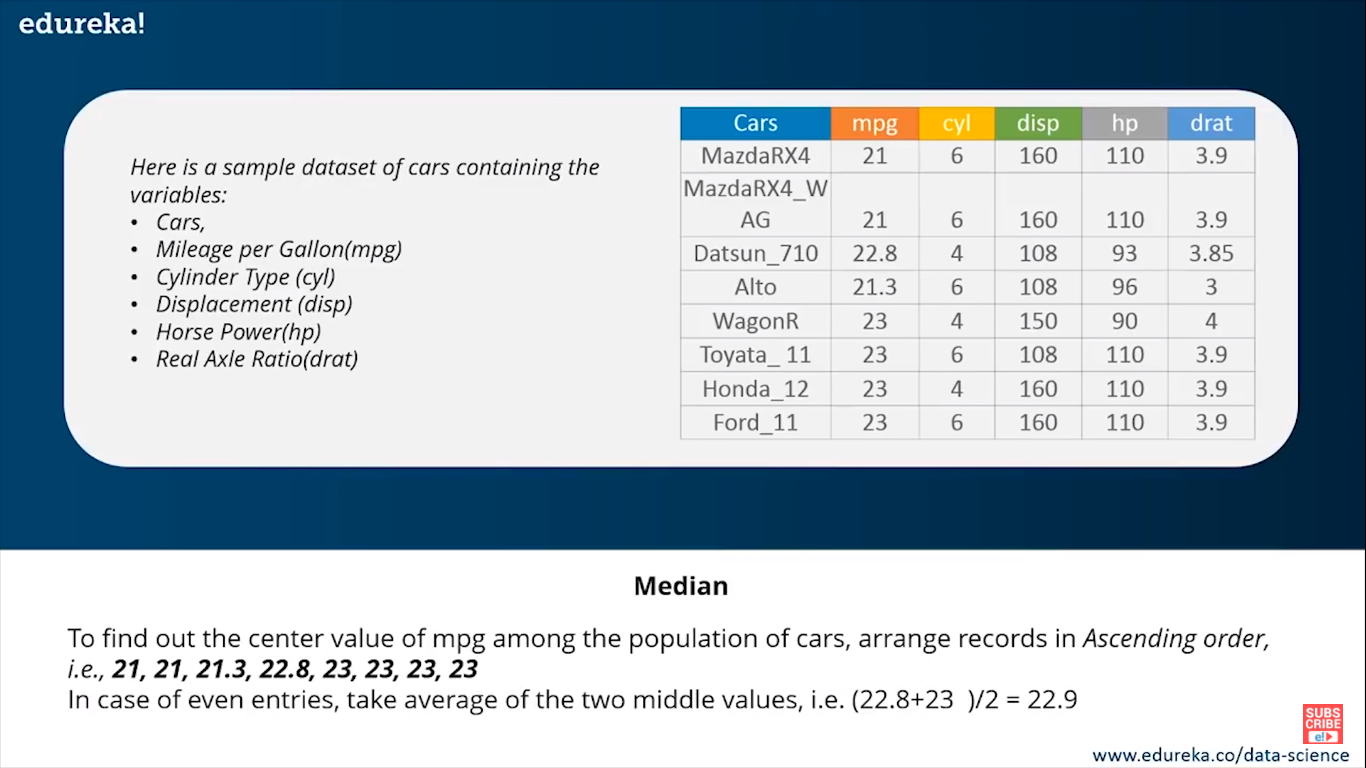 edureka!
Here is a sample dataset of cars containing the
variables:
• Cars,
• Mileage per Gallon(mpg)
• Cylinder Type (cyl)
• Displacement (disp)
• Horse Power(hp)
• Real Axle Ratio(drat)
Cars mpg cyl disp hp drat
MazdaRX4 21 6 160 110 3.9
MazdaRX4_W
AG 21 6 160 110 3.9
Datsun_710 22.8 4 108 93 3.85
Alto 21.3 6 108 96 3
WagonR 23 4 150 90 4
Toyata_ 11 23 6 108 110 3.9
Honda_12 23 4 160 110 3.9
Ford_11 23 6 160 110 3.9
Median
To find out the center value of mpg among the population of cars, arrange records in Ascending order,
i.e., 21, 21, 21.3, 22.8, 23, 23, 23, 23
In case of even entries, take average of the two middle values, i.e. (22.8+23  )/2 = 22.9
SUBS
CRIBE
e!
www.edureka.co/data-science